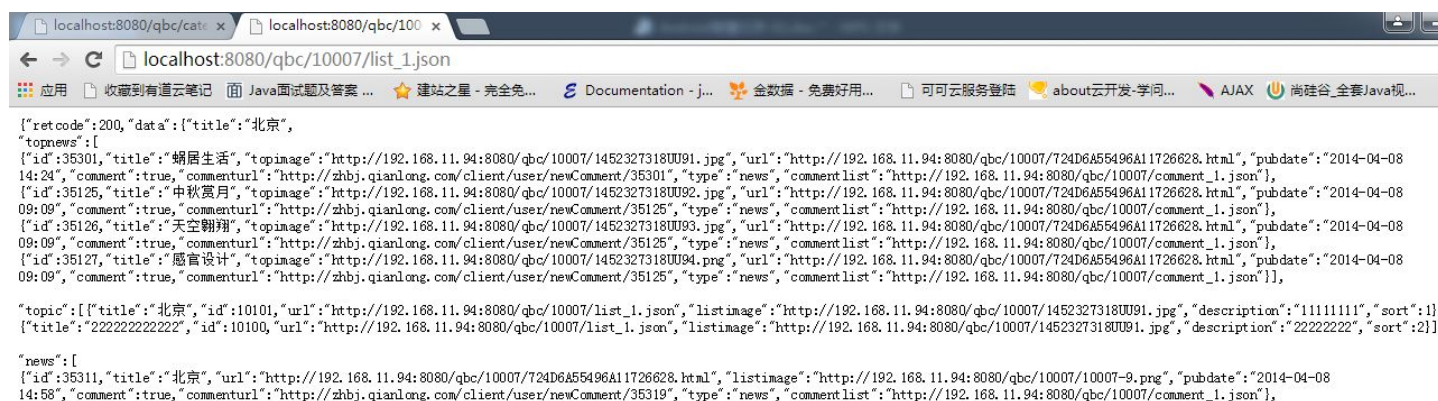 localhost:8080/qbc/cate
localhost:8080/qbc/100
localhost:8080/qbc/10007/list_1.json
应用 收藏到有道云笔记 Java面试题及答案 ... 建站之星 - 完全免... Documentation - j... 金数据 - 免费好用... 可可云服务登陆 about云开发-学问... AJAX 尚硅谷_全套Java视...
{"retcode":200,"data":{"title":"北京",
"topnews":[
{"id":35301,"title":"蜗居生活","topimage":"http://192.168.11.94:8080/qbc/10007/1452327318UU91.jpg","url":"http://192.168.11.94:8080/qbc/10007/724D6A55496A11726628.html","pubdate":"2014-04-08
14:24","comment":true,"commenturl":"http://zhbj.qianlong.com/client/user/newComment/35301","type":"news","commentlist":"http://192.168.11.94:8080/qbc/10007/comment_1.json"},
{"id":35125,"title":"中秋赏月","topimage":"http://192.168.11.94:8080/qbc/10007/1452327318UU92.jpg","url":"http://192.168.11.94:8080/qbc/10007/724D6A55496A11726628.html","pubdate":"2014-04-08
09:09","comment":true,"commenturl":"http://zhbj.qianlong.com/client/user/newComment/35125","type":"news","commentlist":"http://192.168.11.94:8080/qbc/10007/comment_1.json"},
{"id":35126,"title":"天空翱翔","topimage":"http://192.168.11.94:8080/qbc/10007/1452327318UU93.jpg","url":"http://192.168.11.94:8080/qbc/10007/724D6A55496A11726628.html","pubdate":"2014-04-08
09:09","comment":true,"commenturl":"http://zhbj.qianlong.com/client/user/newComment/35125","type":"news","commentlist":"http://192.168.11.94:8080/qbc/10007/comment_1.json"},
{"id":35127,"title":"感官设计","topimage":"http://192.168.11.94:8080/qbc/10007/1452327318UU94.png","url":"http://192.168.11.94:8080/qbc/10007/724D6A55496A11726628.html","pubdate":"2014-04-08
09:09","comment":true,"commenturl":"http://zhbj.qianlong.com/client/user/newComment/35125","type":"news","commentlist":"http://192.168.11.94:8080/qbc/10007/comment_1.json"}],
"topic":[{"title":"北京","id":10101,"url":"http://192.168.11.94:8080/qbc/10007/list_1.json","listimage":"http://192.168.11.94:8080/qbc/10007/1452327318UU91.jpg","description":"11111111","sort":1}
{"title":"222222222222","id":10100,"url":"http://192.168.11.94:8080/qbc/10007/list_1.json","listimage":"http://192.168.11.94:8080/qbc/10007/1452327318UU91.jpg","description":"22222222","sort":2}]
"news":[
{"id":35311,"title":"北京","url":"http://192.168.11.94:8080/qbc/10007/724D6A55496A11726628.html","listimage":"http://192.168.11.94:8080/qbc/10007/10007-9.png","pubdate":"2014-04-08
14:58","comment":true,"commenturl":"http://zhbj.qianlong.com/client/user/newComment/35319","type":"news","commentlist":"http://192.168.11.94:8080/qbc/10007/comment_1.json"},